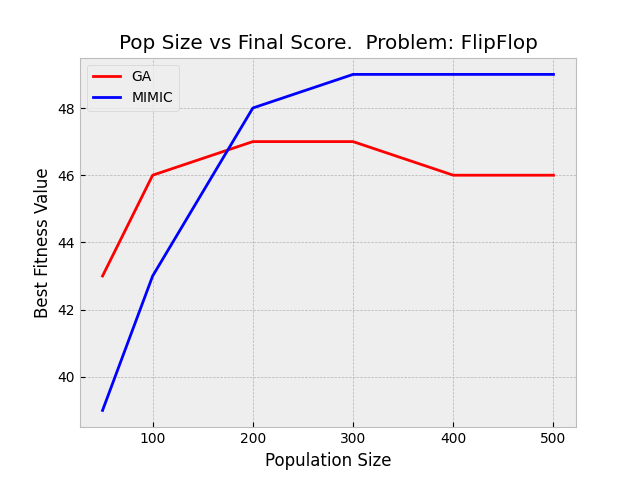 Pop Size vs Final Score.  Problem: FlipFlop
GA
MIMIC
Best Fitness Value
48
46
44
42
40
100 200 300 400 500
Population Size